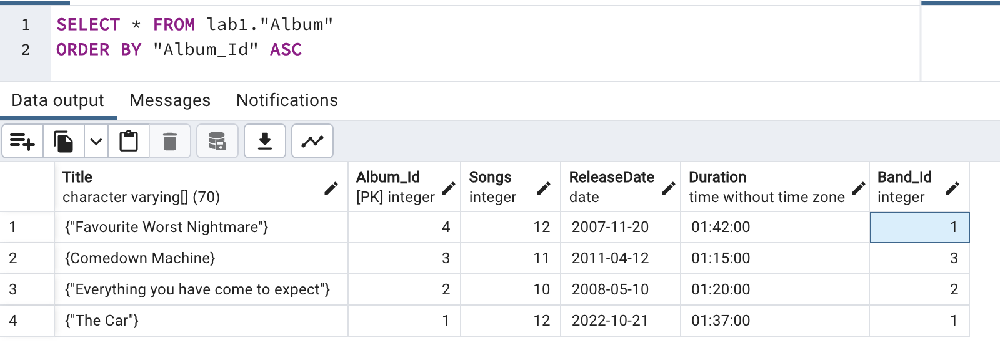 1 SELECT * FROM lab1."Album"
2 ORDER BY "Album_Id" ASC
Data output Messages Notifications
Title Album_Id Songs ReleaseDate Duration Band_Id
character varying[] (70) [PK] integer integer date time without time zone integer
1 {"Favourite Worst Nightmare"} 4 12 2007-11-20 01:42:00 1
2 {Comedown Machine} 3 11 2011-04-12 01:15:00 3
3 {"Everything you have come to expect"} 2 10 2008-05-10 01:20:00 2
4 {"The Car"} 1 12 2022-10-21 01:37:00 1